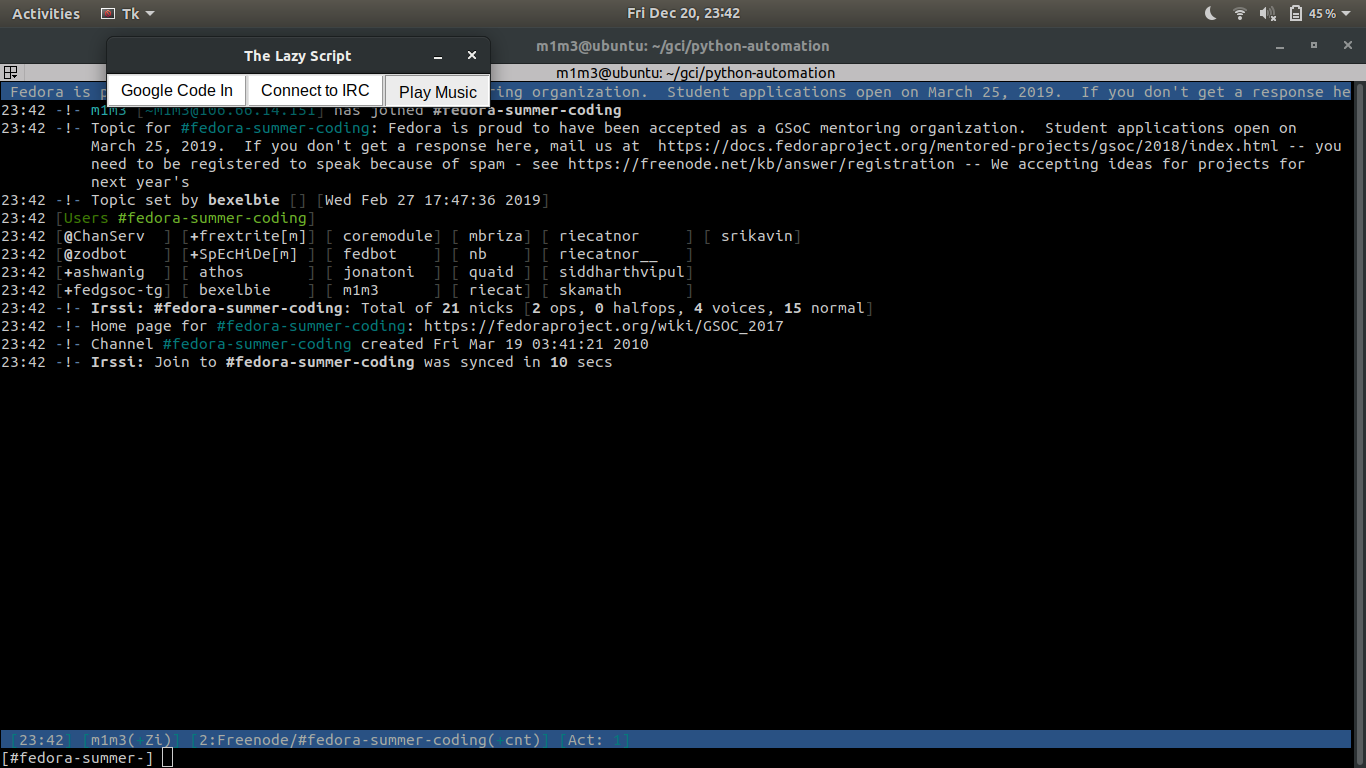 Activities Tk Fri Dec 20, 23:42 45%
m1m3@ubuntu: ~/gci/python-automation
The Lazy Script
m1m3@ubuntu: ~/gci/python-automation
Google Code In Connect to IRC Play Music
Fedora is p ring organization.  Student applications open on March 25, 2019.  If you don't get a response he
23:42 -!- m1m3 [~m1m3@106.66.14.151] has joined #fedora-summer-coding
23:42 -!- Topic for #fedora-summer-coding: Fedora is proud to have been accepted as a GSoC mentoring organization.  Student applications open on
March 25, 2019.  If you don't get a response here, mail us at  https://docs.fedoraproject.org/mentored-projects/gsoc/2018/index.html -- you
need to be registered to speak because of spam - see https://freenode.net/kb/answer/registration -- We accepting ideas for projects for
next year's
23:42 -!- Topic set by bexelbie [] [Wed Feb 27 17:47:36 2019]
23:42 [Users #fedora-summer-coding]
23:42 [@ChanServ  ] [+frextrite[m]] [ coremodule] [ mbriza] [ riecatnor     ] [ srikavin]
23:42 [@zodbot    ] [+SpEcHiDe[m] ] [ fedbot    ] [ nb    ] [ riecatnor__   ]
23:42 [+ashwanig  ] [ athos       ] [ jonatoni  ] [ quaid ] [ siddharthvipul]
23:42 [+fedgsoc-tg] [ bexelbie    ] [ m1m3      ] [ riecat] [ skamath       ]
23:42 -!- Irssi: #fedora-summer-coding: Total of 21 nicks [2 ops, 0 halfops, 4 voices, 15 normal]
23:42 -!- Home page for #fedora-summer-coding: https://fedoraproject.org/wiki/GSOC_2017
23:42 -!- Channel #fedora-summer-coding created Fri Mar 19 03:41:21 2010
23:42 -!- Irssi: Join to #fedora-summer-coding was synced in 10 secs
[23:42] [m1m3(+Zi)] [2:Freenode/#fedora-summer-coding(+cnt)] [Act: 1]
[#fedora-summer-]